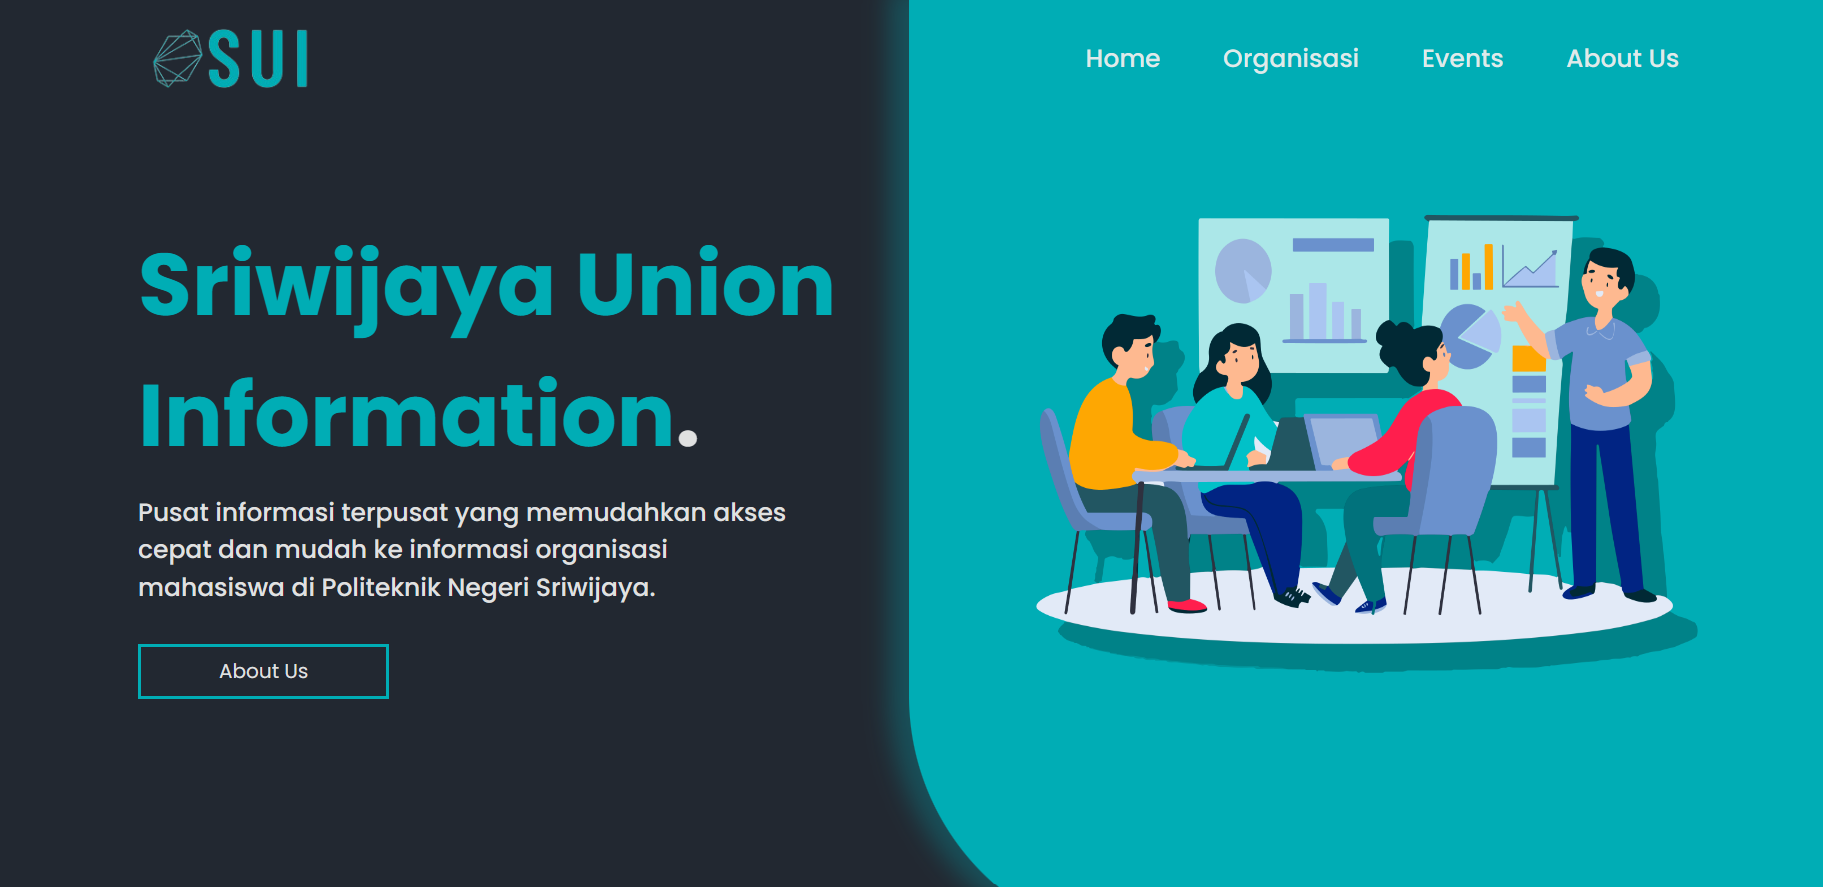 SUI
Home Organisasi Events About Us
Sriwijaya Union
Information.
Pusat informasi terpusat yang memudahkan akses
cepat dan mudah ke informasi organisasi
mahasiswa di Politeknik Negeri Sriwijaya.
About Us